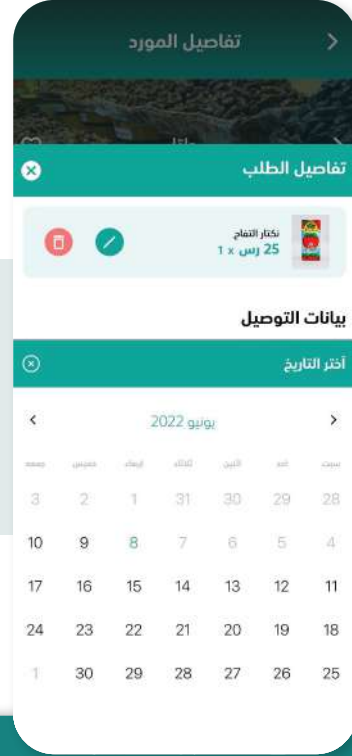 تفاصيل المورد
تفاصيل الطلب
نكتار التفاح
25 رس x 1
بيانات التوصيل
أختر التاريخ
يونيو 2022
سبت احد اثنين ثلاثاء اربعاء خميس جمعه
28 29 30 31 1 2 3
4 5 6 7 8 9 10
11 12 13 14 15 16 17
18 19 20 21 22 23 24
25 26 27 28 29 30 1